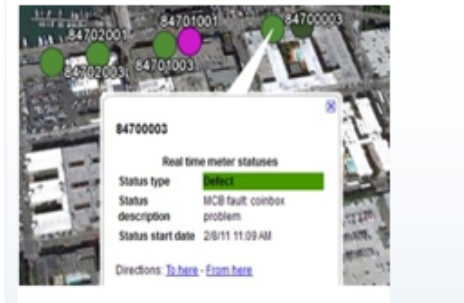 84701001
84700003
84702001
84702003
84701003
84700003
Real time meter statuses
Status type Defect
Status description MCB fault: coinbox problem
Status start date 2/8/11 11:09 AM
Directions: To here - From here